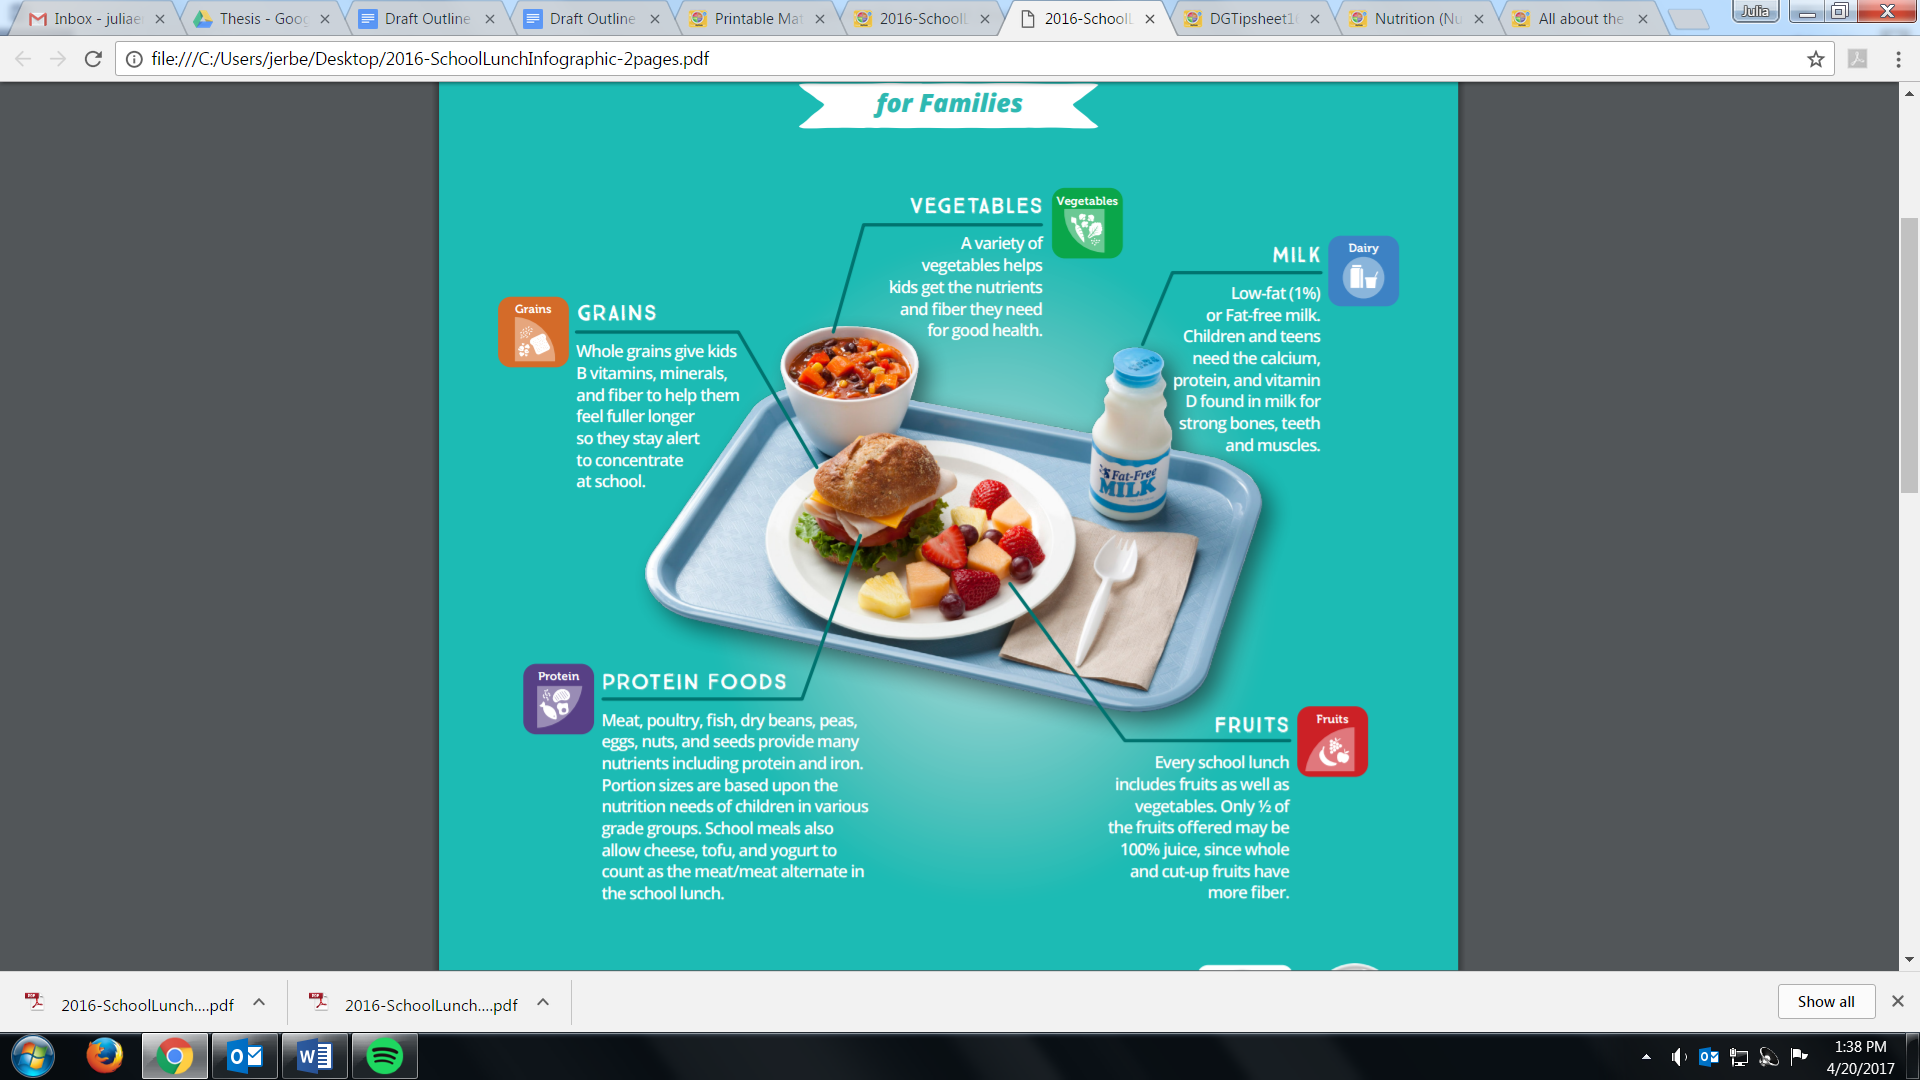 Inbox - juliae
Thesis - Goog
Draft Outline
Draft Outline
Printable Mat
2016-SchoolL
2016-SchoolL
DGTipsheet1
Nutrition (Nu
All about the
Julia
file:///C:/Users/jerbe/Desktop/2016-SchoolLunchInfographic-2pages.pdf
for Families
VEGETABLES
Vegetables
A variety of
vegetables helps
kids get the nutrients
and fiber they need
for good health.
MILK
Dairy
Low-fat (1%)
or Fat-free milk.
Children and teens
need the calcium,
protein, and vitamin
D found in milk for
strong bones, teeth
and muscles.
Grains
GRAINS
Whole grains give kids
B vitamins, minerals,
and fiber to help them
feel fuller longer
so they stay alert
to concentrate
at school.
Fat-Free
MILK
Protein
PROTEIN FOODS
Meat, poultry, fish, dry beans, peas,
eggs, nuts, and seeds provide many
nutrients including protein and iron.
Portion sizes are based upon the
nutrition needs of children in various
grade groups. School meals also
allow cheese, tofu, and yogurt to
count as the meat/meat alternate in
the school lunch.
FRUITS
Fruits
Every school lunch
includes fruits as well as
vegetables. Only ½ of
the fruits offered may be
100% juice, since whole
and cut-up fruits have
more fiber.
2016-SchoolLunch....pdf
2016-SchoolLunch....pdf
Show all
1:38 PM
4/20/2017